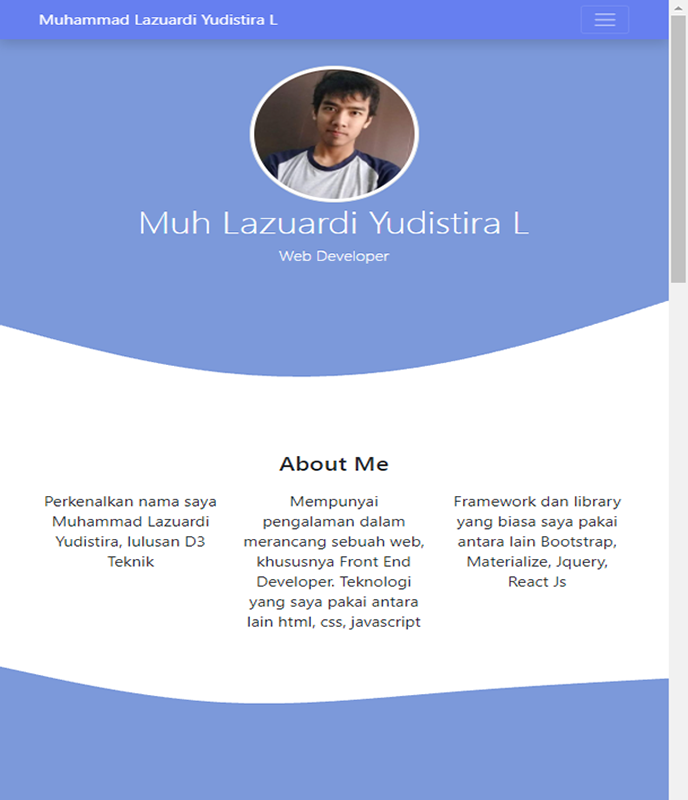 Muhammad Lazuardi Yudistira L
Muh Lazuardi Yudistira L
Web Developer
About Me
Perkenalkan nama saya
Muhammad Lazuardi
Yudistira, lulusan D3
Teknik
Mempunyai
pengalaman dalam
merancang sebuah web,
khususnya Front End
Developer. Teknologi
yang saya pakai antara
lain html, css, javascript
Framework dan library
yang biasa saya pakai
antara lain Bootstrap,
Materialize, Jquery,
React Js